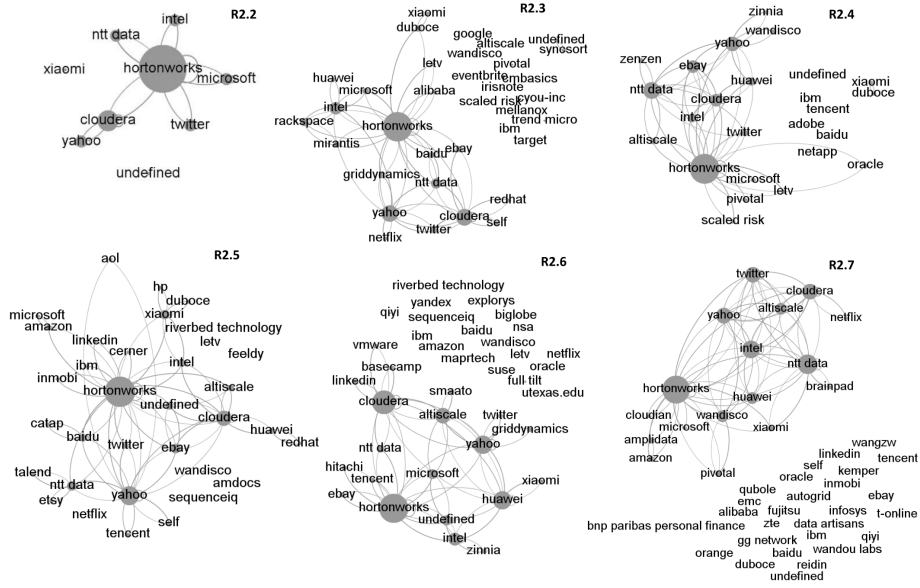 R2.2
intel
ntt data
xiaomi
hortonworks
microsoft
cloudera
yahoo
twitter
undefined
R2.3
xiaomi
duboce
google
altiscale
undefined
wandisco
synosort
letv
pivotal
eventbrite
embasics
huawei
microsoft
alibaba
irisnote
scaled risk
cyou-inc
intel
mellanox
rackspace
hortonworks
trend micro
ibm
mirantis
target
baidu
ebay
griddynamics
ntt data
redhat
yahoo
cloudera
self
twitter
netflix
R2.4
zinnia
wandisco
yahoo
zenzen
ebay
huawei
undefined
xiaomi
ntt data
duboce
cloudera
ibm
tencent
intel
adobe
twitter
baidu
altiscale
netapp
hortonworks
oracle
microsoft
letv
pivotal
scaled risk
R2.5
aol
hp
duboce
microsoft
xiaomi
amazon
riverbed technology
linkedin
letv
cerner
feeldy
ibm
intel
inmobi
hortonworks
altiscale
undefined
cloudera
catap
huawei
baidu
twitter
ebay
redhat
talend
wandisco
ntt data
amdocs
etsy
yahoo
sequenceiq
netflix
self
tencent
R2.6
riverbed technology
yandex
explorys
qiyi
sequenceiq
biglobe
baidu
nsa
ibm
vmware
amazon
wandisco
maprtech
letv
netflix
basecamp
suse
oracle
linkedin
full tilt
smaato
utexas.edu
cloudera
altiscale
twitter
griddynamics
ntt data
yahoo
hitachi
microsoft
tencent
xiaomi
ebay
huawei
hortonworks
undefined
intel
zinnia
R2.7
twitter
cloudera
yahoo
altiscale
netflix
intel
ntt data
hortonworks
brainpad
huawei
cloudian
wandisco
microsoft
xiaomi
amplidata
wangzw
amazon
linkedin
tencent
pivotal
self
kemper
oracle
inmobi
qubole
autogrid
ebay
emc
alibaba
fujitsu
infosys
t-online
bnp paribas personal finance
zte
data artisans
gg network
ibm
qiyi
orange
baidu
wandou labs
duboce
reidin
undefined